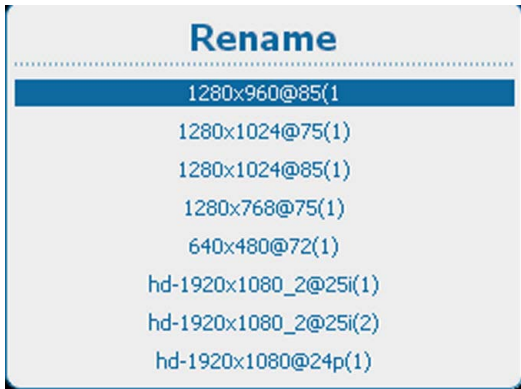 Rename
1280x960@85(1
1280x1024@75(1)
1280x1024@85(1)
1280x768@75(1)
640x480@72(1)
hd-1920x1080_2@25i(1)
hd-1920x1080_2@25i(2)
hd-1920x1080@24p(1)